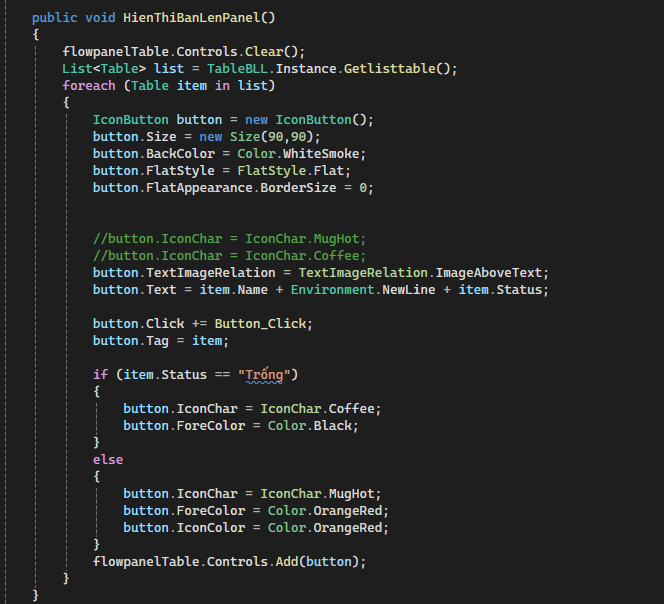 public void HienThiBanLenPanel()
{
flowpanelTable.Controls.Clear();
List<Table> list = TableBLL.Instance.Getlisttable();
foreach (Table item in list)
{
IconButton button = new IconButton();
button.Size = new Size(90,90);
button.BackColor = Color.WhiteSmoke;
button.FlatStyle = FlatStyle.Flat;
button.FlatAppearance.BorderSize = 0;
//button.IconChar = IconChar.MugHot;
//button.IconChar = IconChar.Coffee;
button.TextImageRelation = TextImageRelation.ImageAboveText;
button.Text = item.Name + Environment.NewLine + item.Status;
button.Click += Button_Click;
button.Tag = item;
if (item.Status == "Trống")
{
button.IconChar = IconChar.Coffee;
button.ForeColor = Color.Black;
}
else
{
button.IconChar = IconChar.MugHot;
button.ForeColor = Color.OrangeRed;
button.IconColor = Color.OrangeRed;
}
flowpanelTable.Controls.Add(button);
}
}